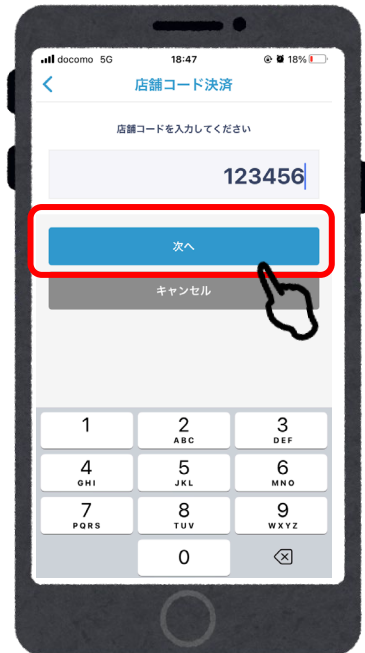 docomo 5G 18:47 18%
店舗コード決済
店舗コードを入力してください
123456
次へ
キャンセル
1 2 3
ABC DEF
4 5 6
GHI JKL MNO
7 8 9
PQRS TUV WXYZ
0